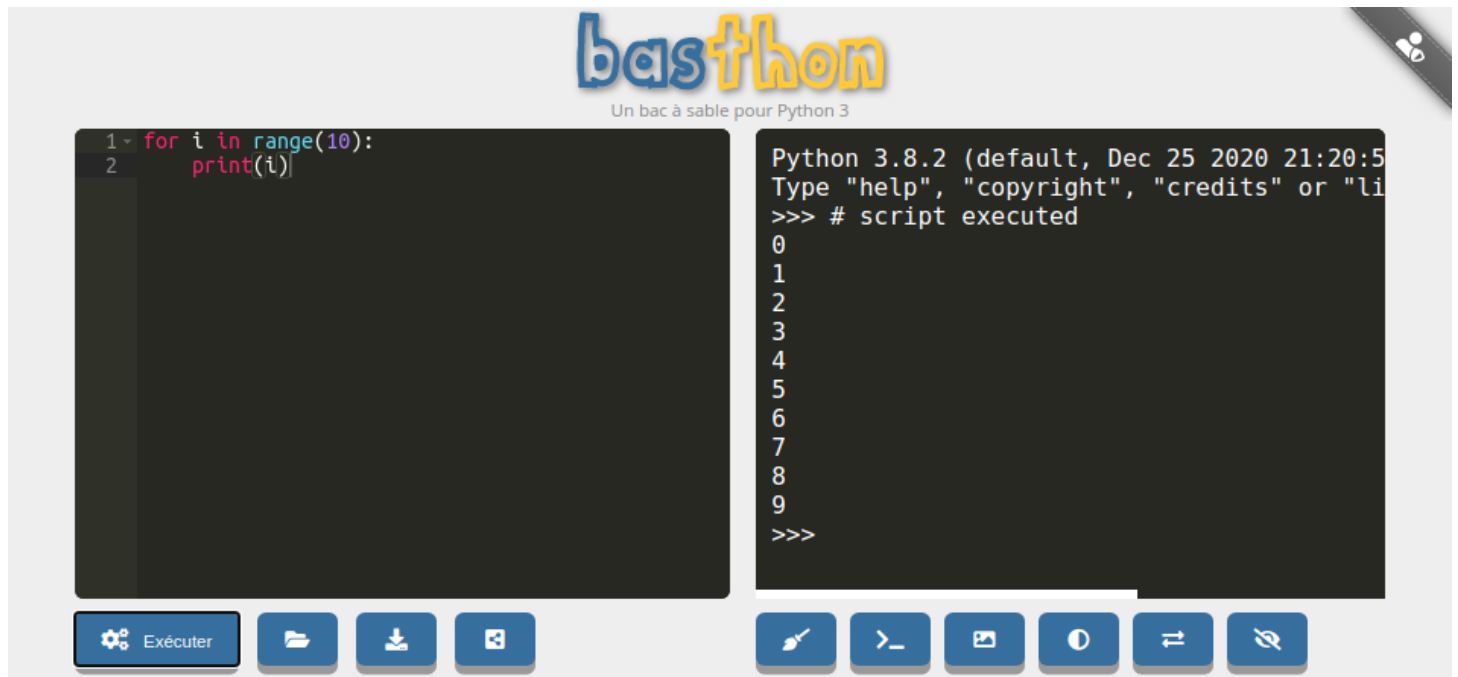 basthon
Un bac à sable pour Python 3
1 for i in range(10):
2     print(i)
Exécuter
Python 3.8.2 (default, Dec 25 2020 21:20:5
Type "help", "copyright", "credits" or "li
>>> # script executed
0
1
2
3
4
5
6
7
8
9
>>>